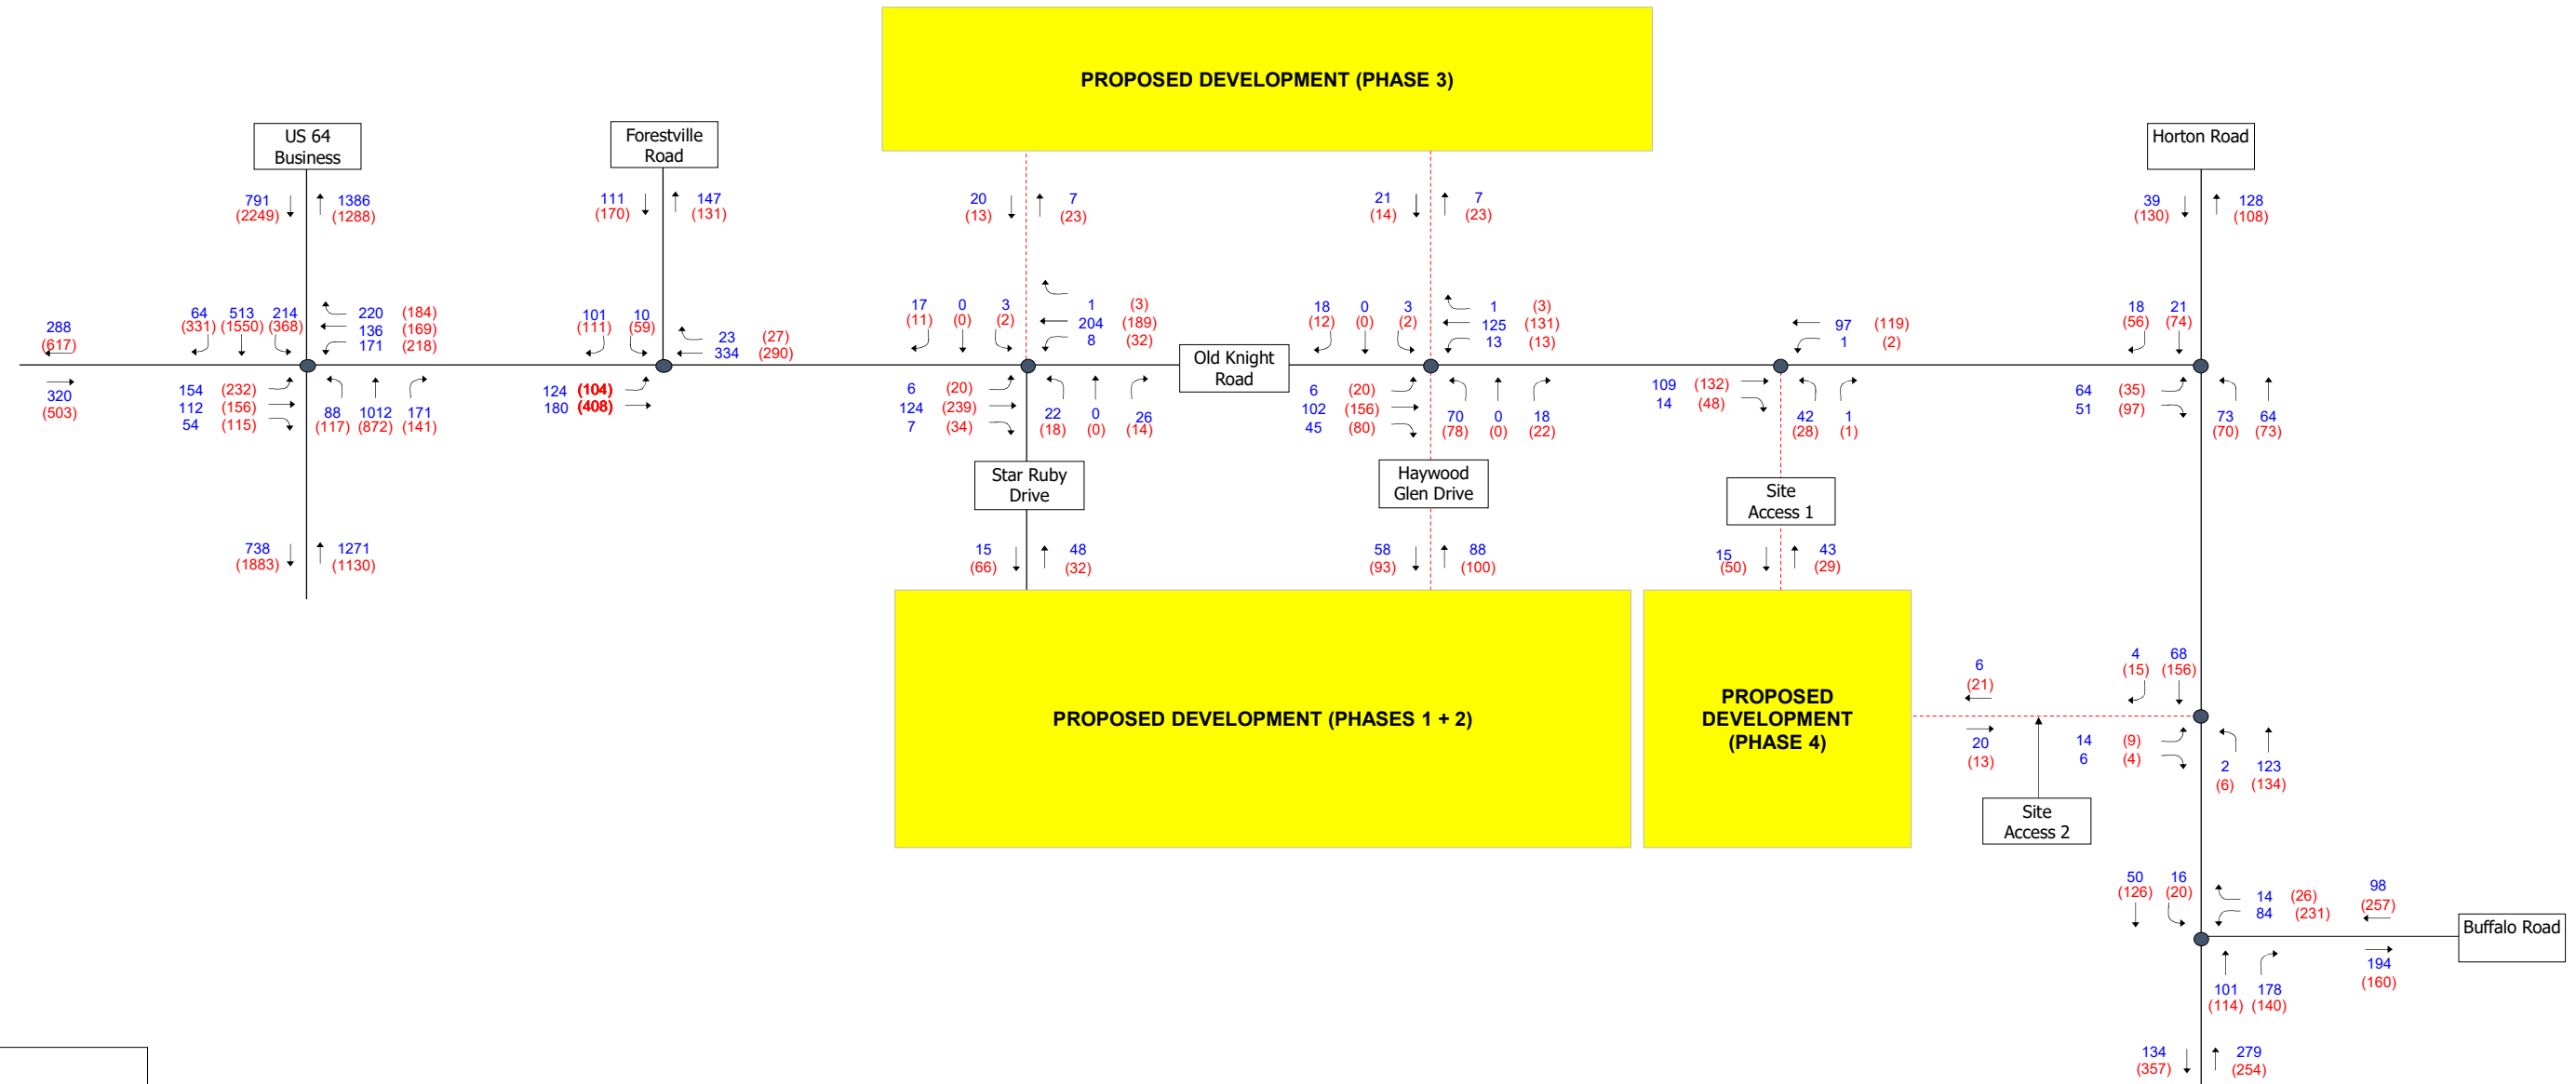 PROPOSED DEVELOPMENT (PHASE 3)
US 64
Business
Forestville
Road
Horton Road
791 1386
(2249) (1288)
111 147
(170) (131)
20 7
(13) (23)
21 7
(14) (23)
39 128
(130) (108)
288
(617)
64 513 214
(331) (1550) (368)
220 (184)
136 (169)
171 (218)
101 10
(111) (59)
23 (27)
334 (290)
17 0 3
(11) (0) (2)
1 (3)
204 (189)
8 (32)
Old Knight
Road
18 0 3
(12) (0) (2)
1 (3)
125 (131)
13 (13)
97 (119)
1 (2)
18 21
(56) (74)
320
(503)
154 (232)
112 (156)
54 (115)
88 1012 171
(117) (872) (141)
124 (104)
180 (408)
6 (20)
124 (239)
7 (34)
22 0 26
(18) (0) (14)
6 (20)
102 (156)
45 (80)
70 0 18
(78) (0) (22)
109 (132)
14 (48)
42 1
(28) (1)
64 (35)
51 (97)
73 64
(70) (73)
Star Ruby
Drive
Haywood
Glen Drive
Site
Access 1
738 1271
(1883) (1130)
15 48
(66) (32)
58 88
(93) (100)
15 43
(50) (29)
PROPOSED DEVELOPMENT (PHASES 1 + 2)
PROPOSED
DEVELOPMENT
(PHASE 4)
6
(21)
20
(13)
4 68
(15) (156)
14 (9)
6 (4)
2 123
(6) (134)
Site
Access 2
50 16
(126) (20)
14 (26)
84 (231)
98
(257)
Buffalo Road
194
(160)
101 178
(114) (140)
134 279
(357) (254)